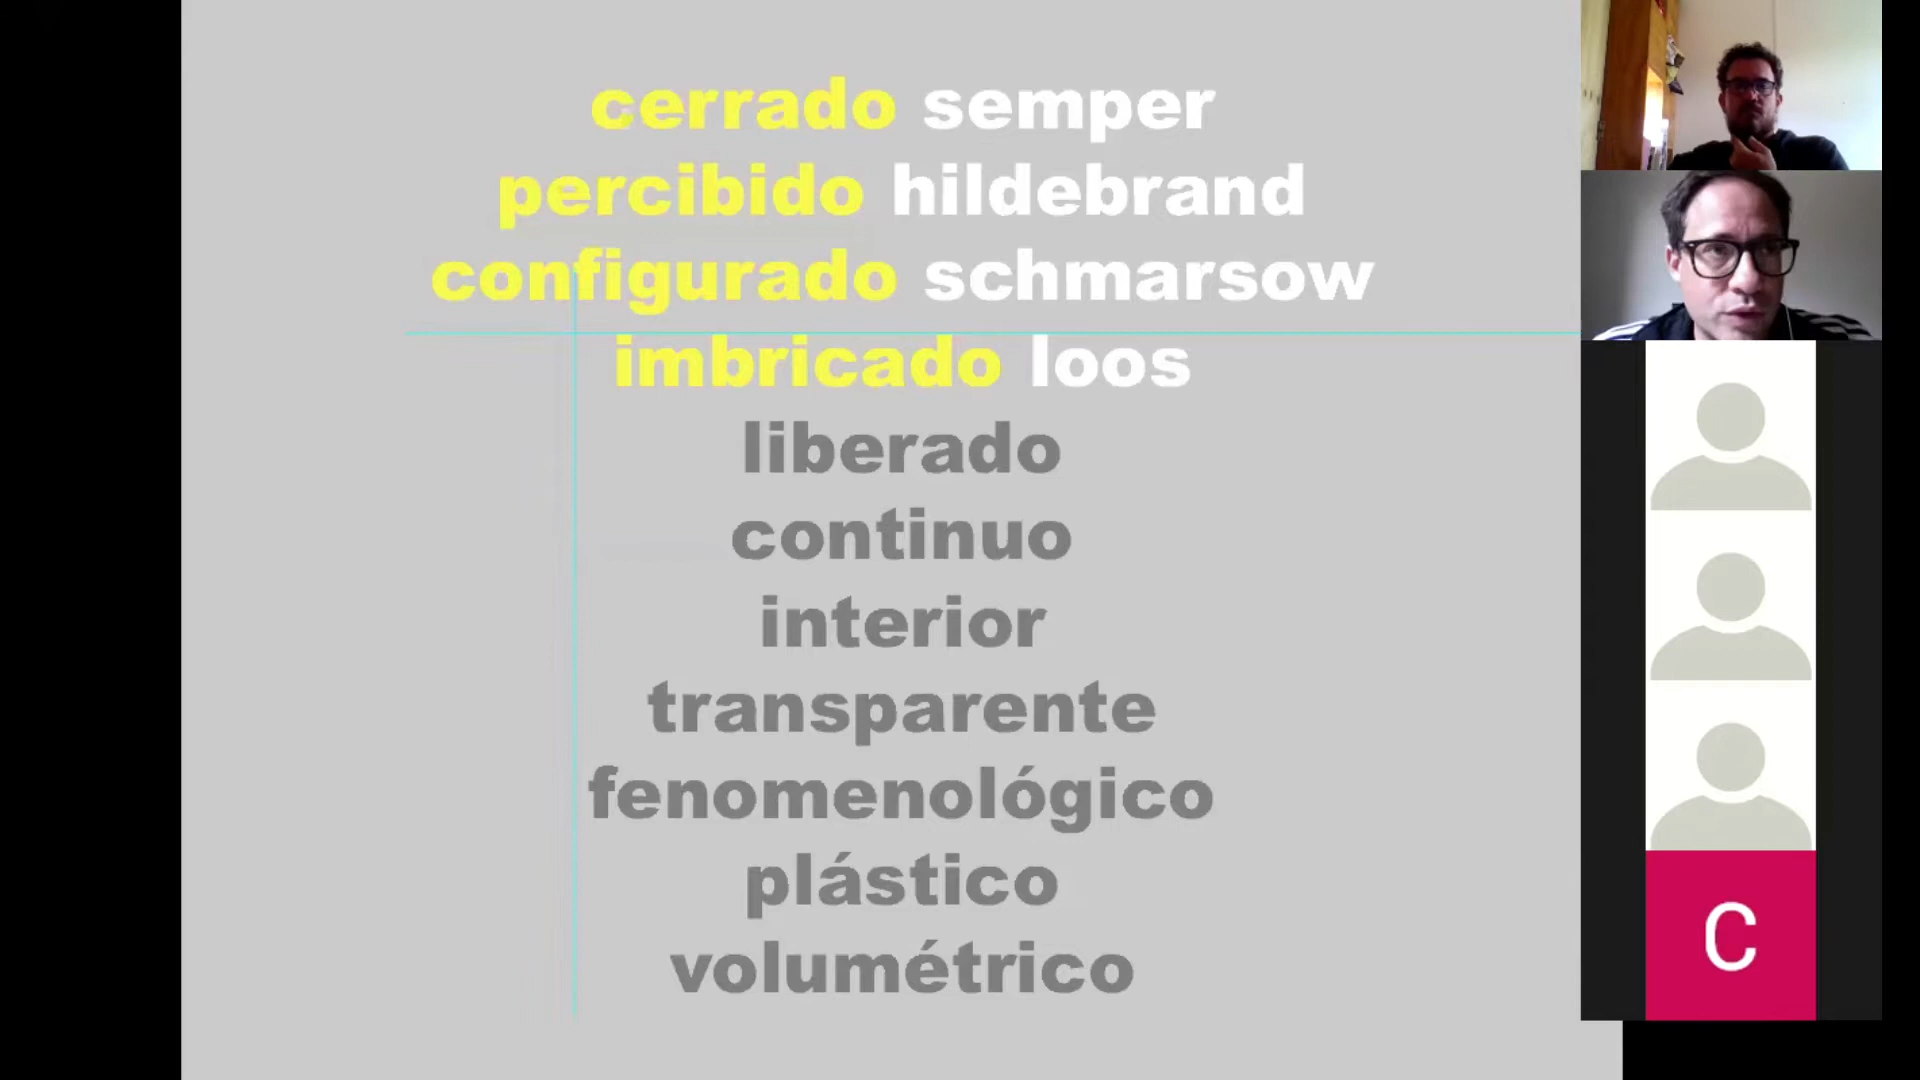 cerrado semper
percibido hildebrand
configurado schmarsow
imbricado loos
liberado
continuo
interior
transparente
fenomenológico
plástico
volumétrico
C